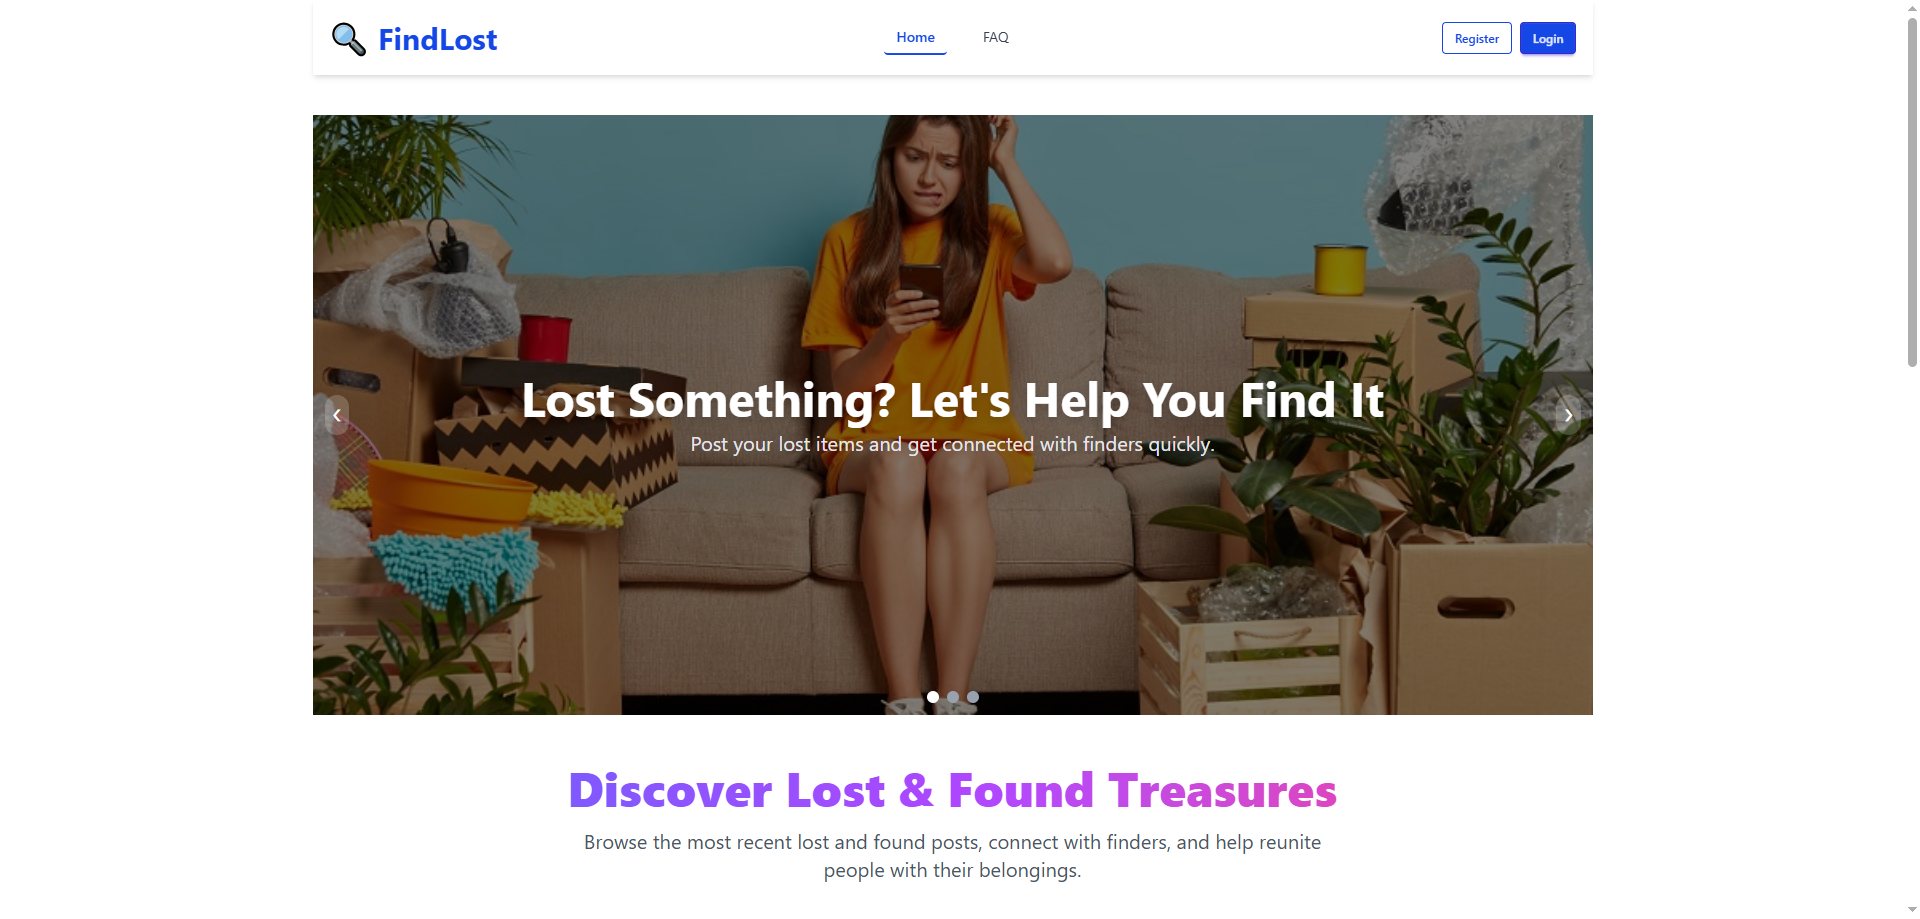 FindLost
Home
FAQ
Register
Login
Lost Something? Let's Help You Find It
Post your lost items and get connected with finders quickly.
Discover Lost & Found Treasures
Browse the most recent lost and found posts, connect with finders, and help reunite
people with their belongings.